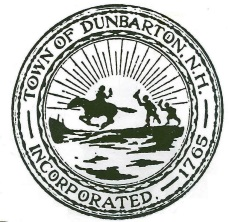 TOWN OF DUNBARTON, N.H.
INCORPORATED. 1765